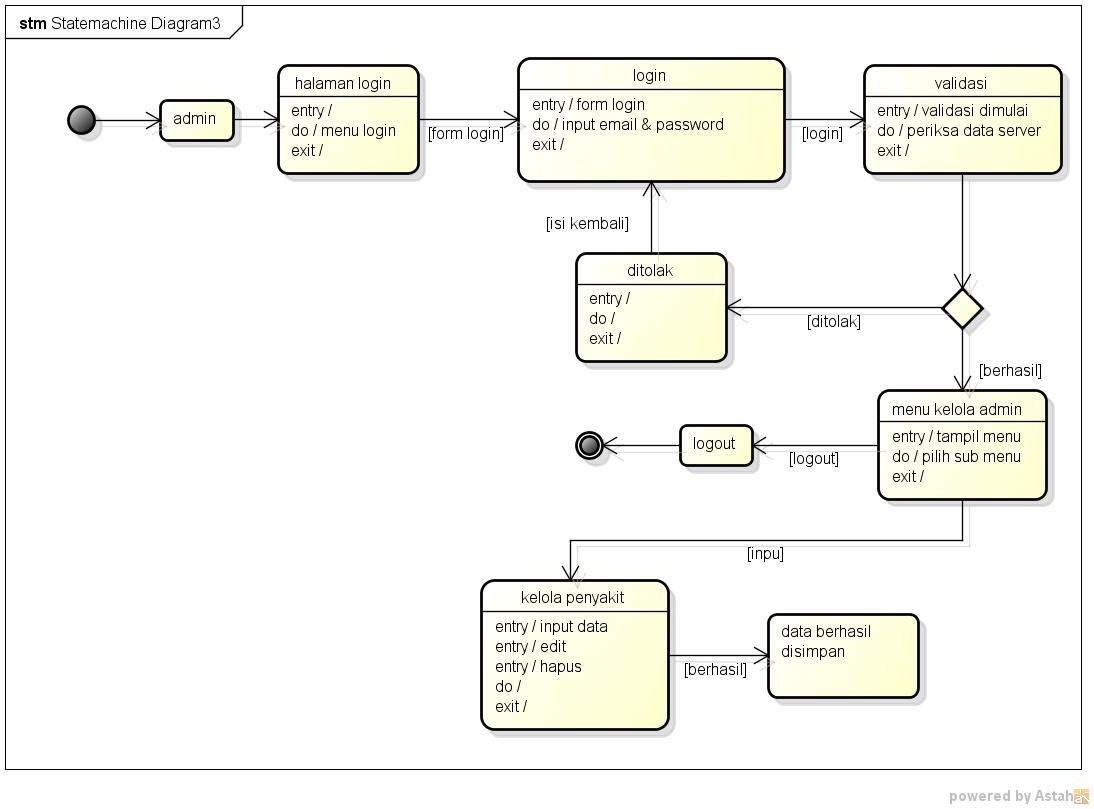 stm Statemachine Diagram3
admin
halaman login
entry /
do / menu login
exit /
[form login]
login
entry / form login
do / input email & password
exit /
[login]
validasi
entry / validasi dimulai
do / periksa data server
exit /
[isi kembali]
ditolak
entry /
do /
exit /
[ditolak]
[berhasil]
menu kelola admin
entry / tampil menu
do / pilih sub menu
exit /
[logout]
logout
[inpu]
kelola penyakit
entry / input data
entry / edit
entry / hapus
do /
exit /
[berhasil]
data berhasil
disimpan
powered by Astah